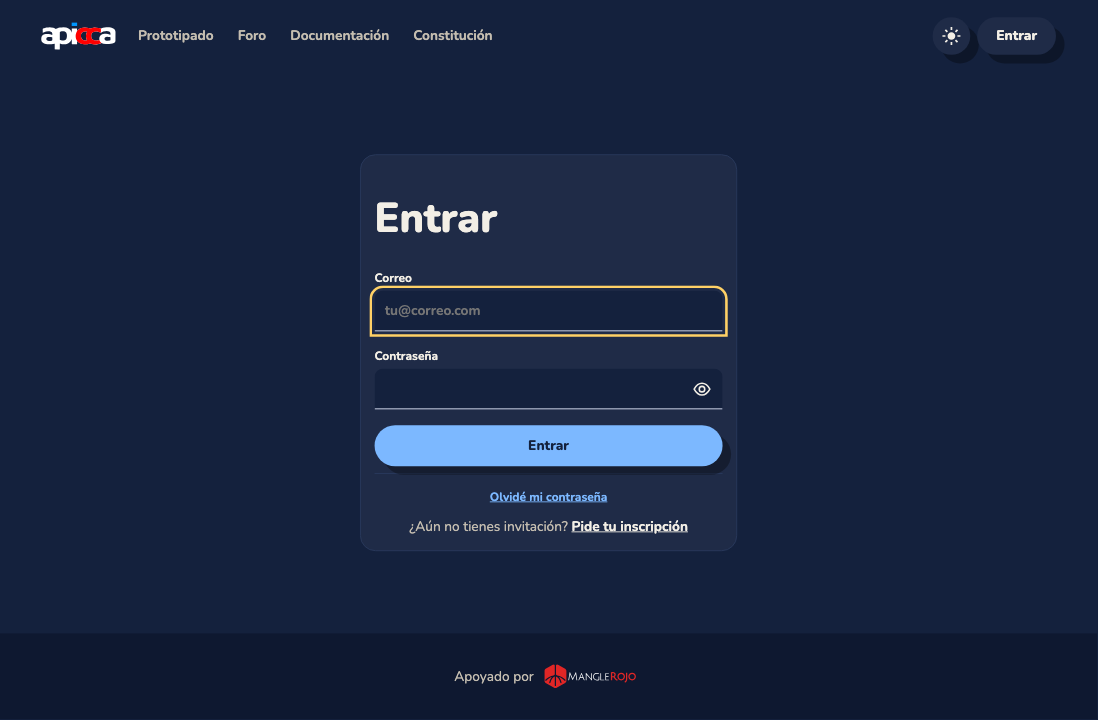 apicca
Prototipado
Foro
Documentación
Constitución
Entrar
Entrar
Correo
tu@correo.com
Contraseña
Entrar
Olvidé mi contraseña
¿Aún no tienes invitación? Pide tu inscripción
Apoyado por
MANGLEROJO